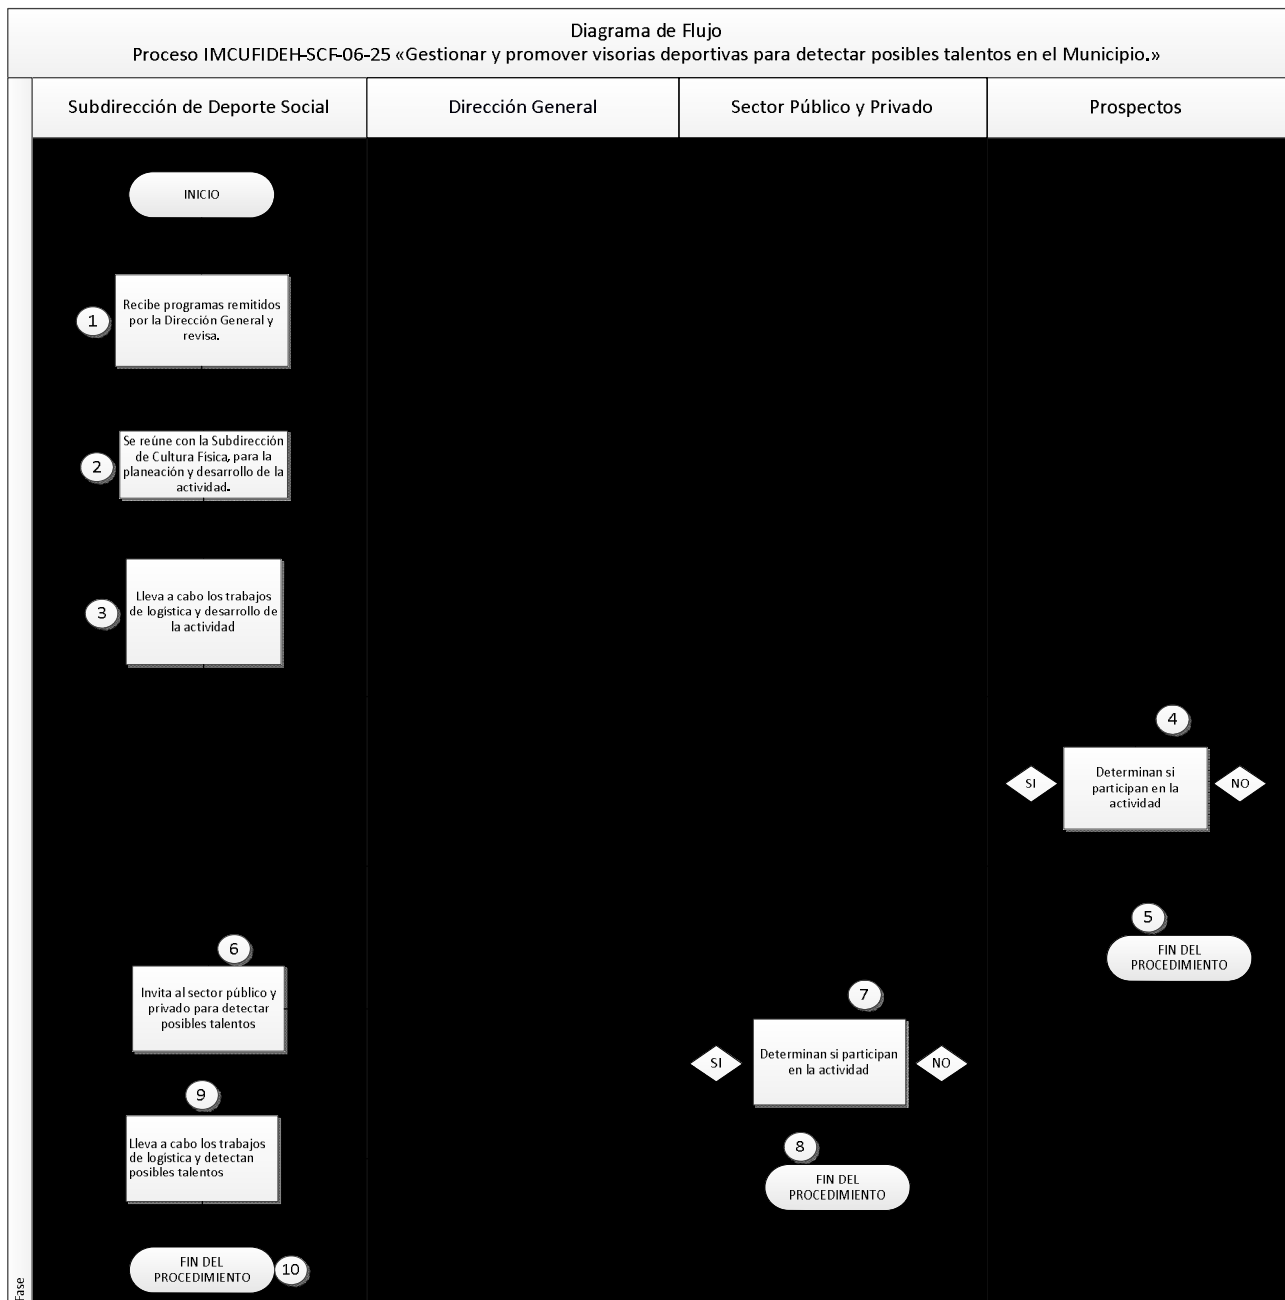 Diagrama de Flujo
Proceso IMCUFIDEH-SCF-06-25 «Gestionar y promover visorias deportivas para detectar posibles talentos en el Municipio.»
Subdirección de Deporte Social
Dirección General
Sector Público y Privado
Prospectos
INICIO
1
Recibe programas remitidos
por la Dirección General y
revisa.
2
Se reúne con la Subdirección
de Cultura Física, para la
planeación y desarrollo de la
actividad.
3
Lleva a cabo los trabajos
de logística y desarrollo de
la actividad
4
SI
Determinan si
participan en la
actividad
NO
5
FIN DEL
PROCEDIMIENTO
6
Invita al sector público y
privado para detectar
posibles talentos
7
SI
Determinan si participan
en la actividad
NO
8
FIN DEL
PROCEDIMIENTO
9
Lleva a cabo los trabajos
de logística y detectan
posibles talentos
FIN DEL
PROCEDIMIENTO
10
Fase